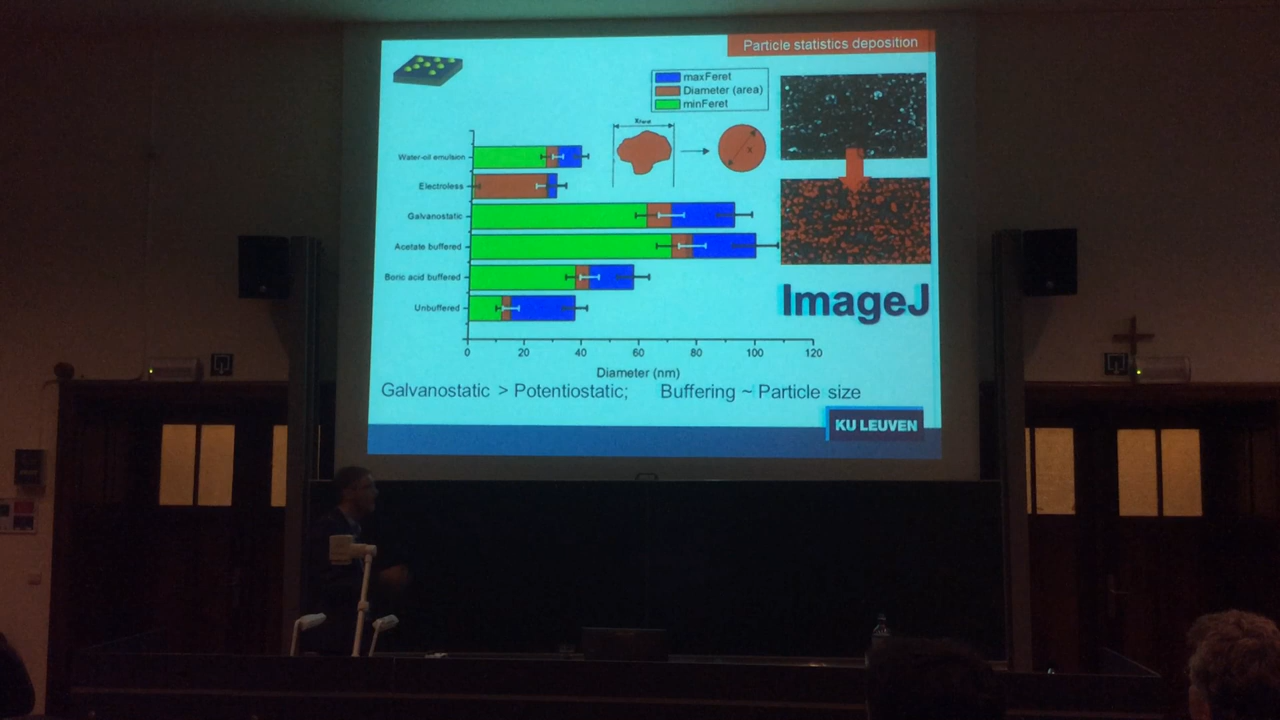 Particle statistics deposition
maxFeret
Diameter (area)
minFeret
x
Water-oil emulsion
Electroless
Galvanostatic
Acetate buffered
Boric acid buffered
Unbuffered
ImageJ
0 20 40 60 80 100 120
Diameter (nm)
Galvanostatic > Potentiostatic; Buffering ~ Particle size
KU LEUVEN